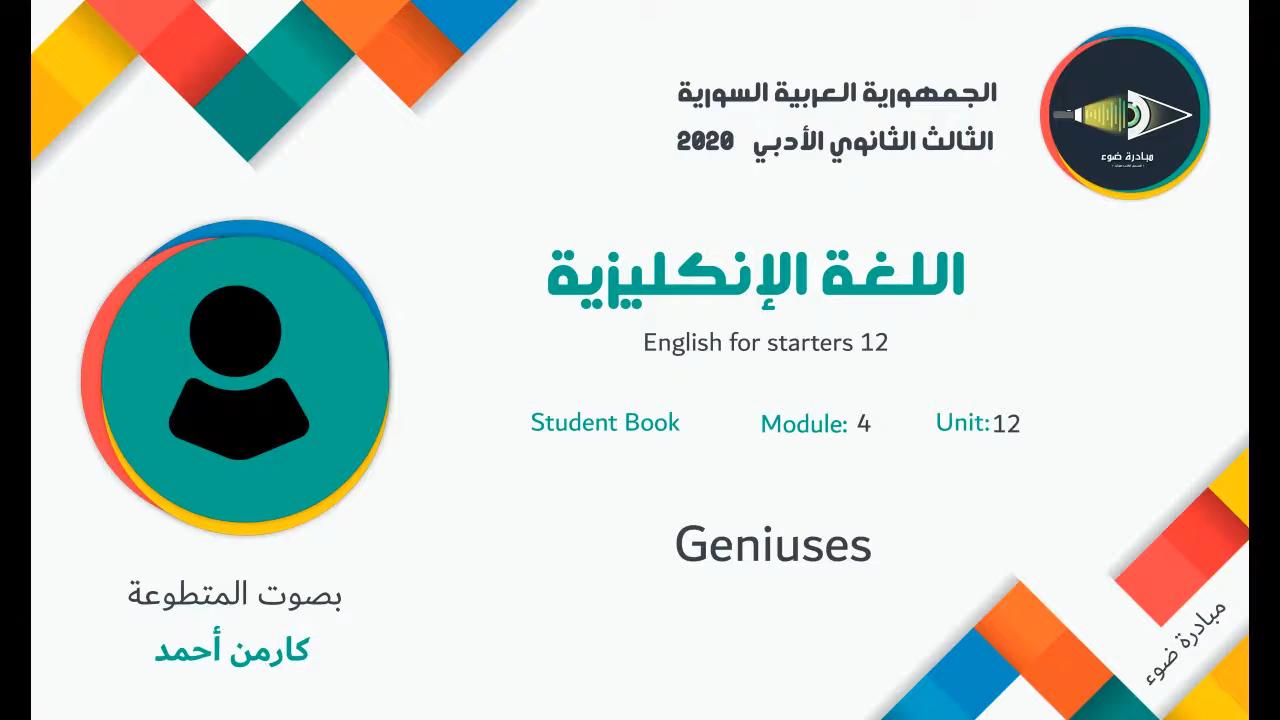 الجمهورية العربية السورية
الثالث الثانوي الأدبي 2020
مبادرة ضوء
اللغة الإنكليزية
English for starters 12
Student Book Module: 4 Unit: 12
Geniuses
بصوت المتطوعة
كارمن أحمد
مبادرة ضوء